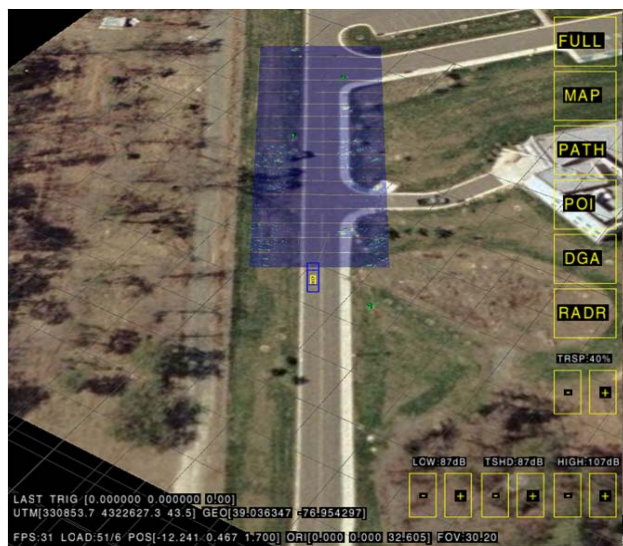 FULL
MAP
PATH
POI
DGA
RADR
TRSP:40%
- +
LOW:87dB TSHD:87dB HIGH:107dB
- + - + - +
LAST TRIG [0.000000 0.000000 0.00]
UTM[330853.7 4322627.3 43.5] GEO[39.036347 -76.954297]
FPS:31 LOAD:51/6 POS[-12.241 0.467 1.700] ORI[0.000 0.000 32.605] FOV:30.20